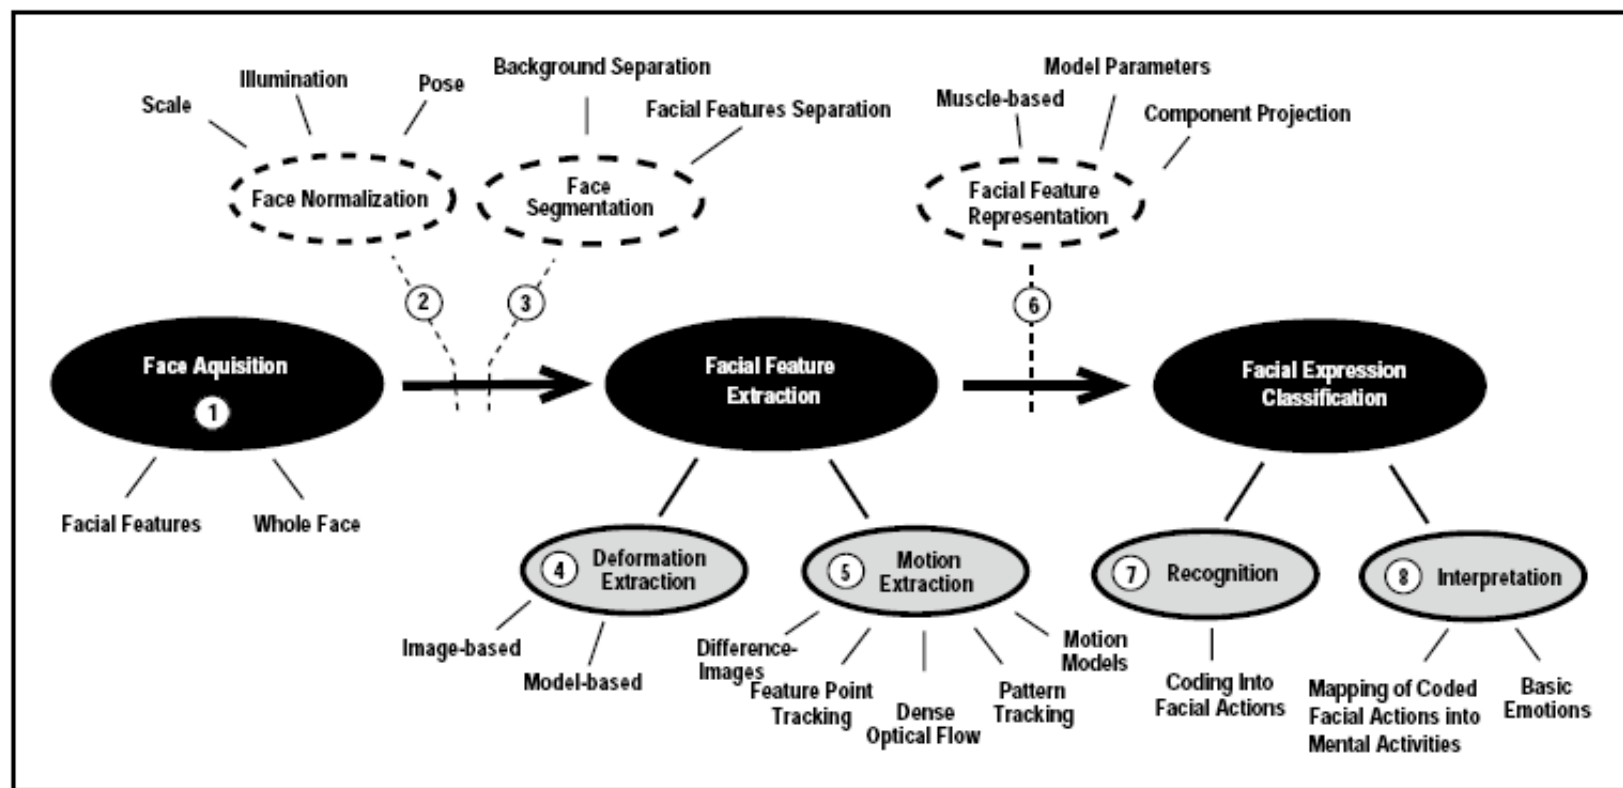 Scale
Illumination
Pose
Background Separation
Facial Features Separation
Muscle-based
Model Parameters
Component Projection
Face Normalization
Face
Segmentation
Facial Feature
Representation
2
3
6
Face Aquisition
1
Facial Feature
Extraction
Facial Expression
Classification
Facial Features
Whole Face
4
Deformation
Extraction
5
Motion
Extraction
7
Recognition
8
Interpretation
Image-based
Model-based
Difference-
Images
Feature Point
Tracking
Dense
Optical Flow
Pattern
Tracking
Motion
Models
Coding Into
Facial Actions
Mapping of Coded
Facial Actions into
Mental Activities
Basic
Emotions